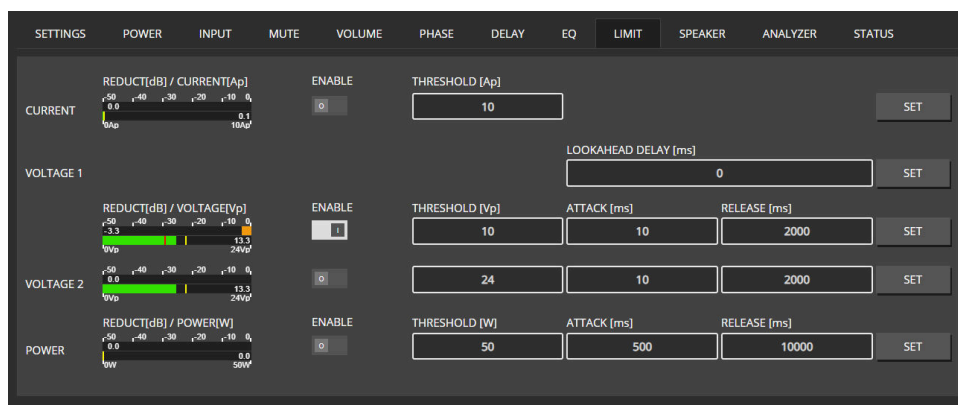 SETTINGS POWER INPUT MUTE VOLUME PHASE DELAY EQ LIMIT SPEAKER ANALYZER STATUS
REDUCT[dB] / CURRENT[Ap] ENABLE THRESHOLD [Ap]
-50 -40 -30 -20 -10 0
0.0
CURRENT O 10 SET
0.1
0Ap 10Ap
LOOKAHEAD DELAY [ms]
VOLTAGE 1 0 SET
REDUCT[dB] / VOLTAGE[Vp] ENABLE THRESHOLD [Vp] ATTACK [ms] RELEASE [ms]
-50 -40 -30 -20 -10 0
-3.3
I 10 10 2000 SET
13.3
0Vp 24Vp
-50 -40 -30 -20 -10 0
0.0
VOLTAGE 2 O 24 10 2000 SET
13.3
0Vp 24Vp
REDUCT[dB] / POWER[W] ENABLE THRESHOLD [W] ATTACK [ms] RELEASE [ms]
-50 -40 -30 -20 -10 0
0.0
POWER O 50 500 10000 SET
0.0
0W 50W